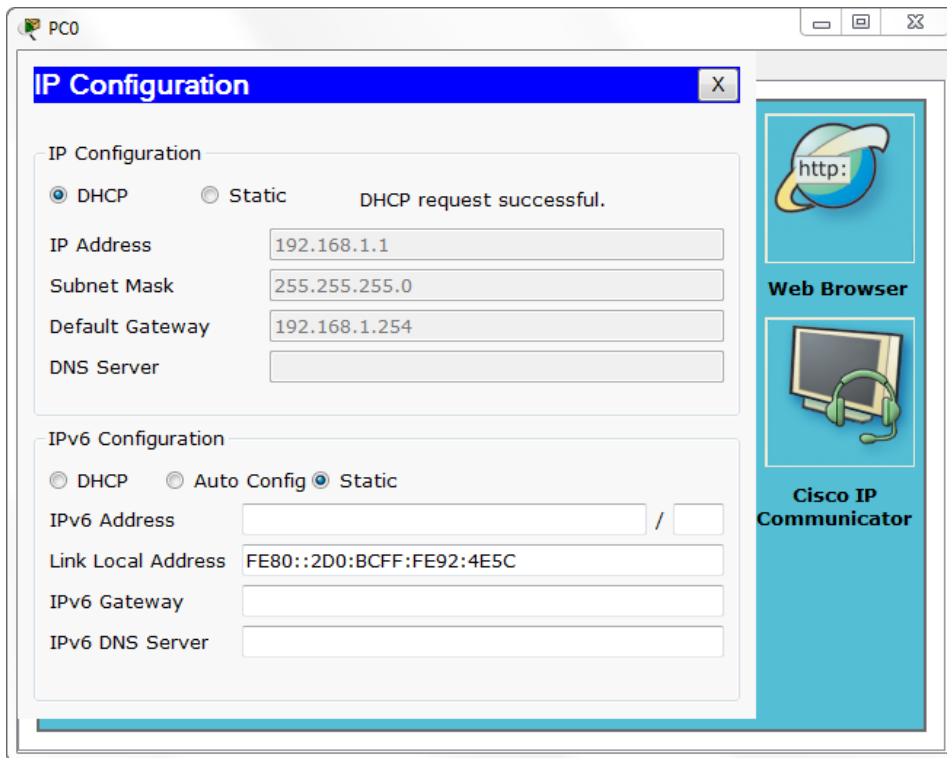 PC0
IP Configuration
X
IP Configuration
DHCP Static DHCP request successful.
IP Address 192.168.1.1
Subnet Mask 255.255.255.0
Default Gateway 192.168.1.254
DNS Server
IPv6 Configuration
DHCP Auto Config Static
IPv6 Address /
Link Local Address FE80::2D0:BCFF:FE92:4E5C
IPv6 Gateway
IPv6 DNS Server
http:
Web Browser
Cisco IP
Communicator